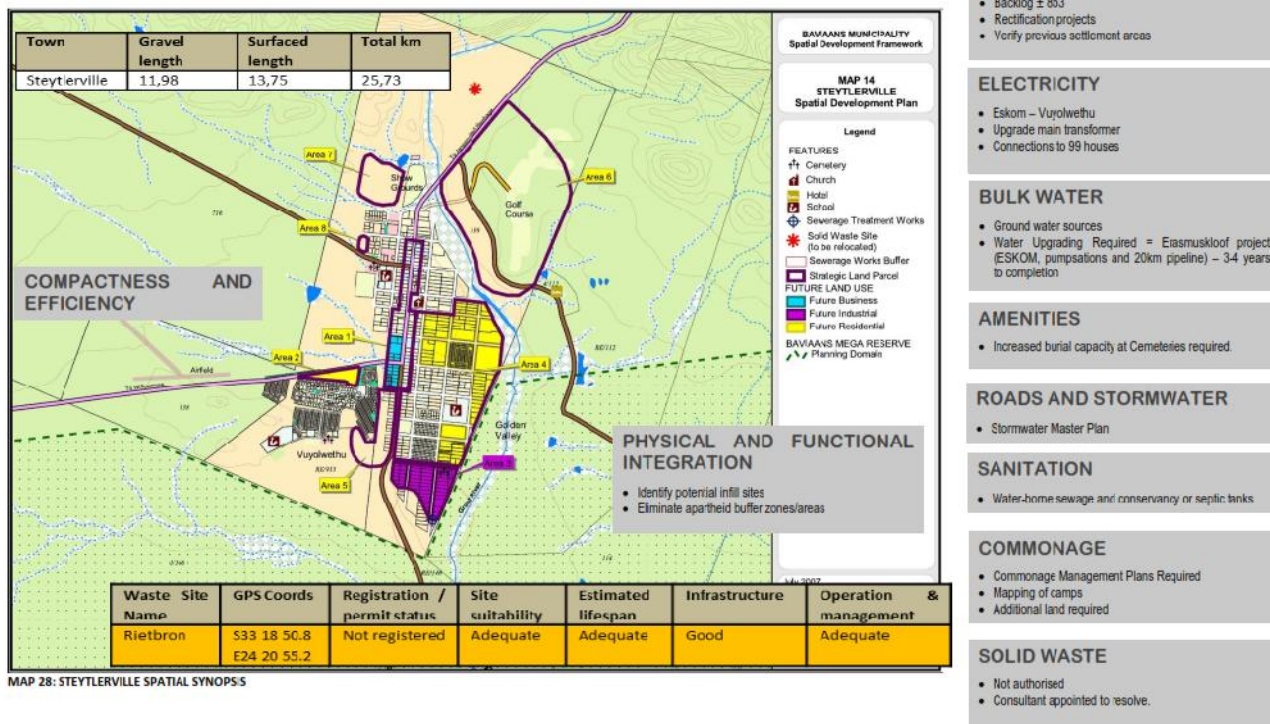 Town Gravel length Surfaced length Total km
Steytlerville 11,98 13,75 25,73
BAVIAANS MUNICIPALITY
Spatial Development Framework
MAP 14
STEYTLERVILLE
Spatial Development Plan
Legend
FEATURES
Cemetery
Church
Hotel
School
Sewerage Treatment Works
Solid Waste Site
(to be relocated)
Sewerage Works Buffer
Strategic Land Parcel
FUTURE LAND USE
Future Business
Future Industrial
Future Residential
BAVIAANS MEGA RESERVE
Planning Domain
July 2007
Area 7
Show
Grounds
Area 6
Golf
Course
Area 8
Area 1
Area 2
Airfield
Area 4
Golden
Valley
Vuyolwethu
Area 3
Area 5
COMPACTNESS AND
EFFICIENCY
PHYSICAL AND FUNCTIONAL
INTEGRATION
• Identify potential infill sites
• Eliminate apartheid buffer zones/areas
Waste Site Name GPS Coords Registration / permit status Site suitability Estimated lifespan Infrastructure Operation & management
Rietbron S33 18 50.8 E24 20 55.2 Not registered Adequate Adequate Good Adequate
MAP 28: STEYTLERVILLE SPATIAL SYNOPSIS
• Backlog ± 853
• Rectification projects
• Verify previous settlement areas
ELECTRICITY
• Eskom – Vuyolwethu
• Upgrade main transformer
• Connections to 99 houses
BULK WATER
• Ground water sources
• Water Upgrading Required = Erasmuskloof project
(ESKOM, pumpsations and 20km pipeline) – 3-4 years
to completion
AMENITIES
• Increased burial capacity at Cemeteries required.
ROADS AND STORMWATER
• Stormwater Master Plan
SANITATION
• Water-borne sewage and conservancy or septic tanks
COMMONAGE
• Commonage Management Plans Required
• Mapping of camps
• Additional land required
SOLID WASTE
• Not authorised
• Consultant appointed to resolve.